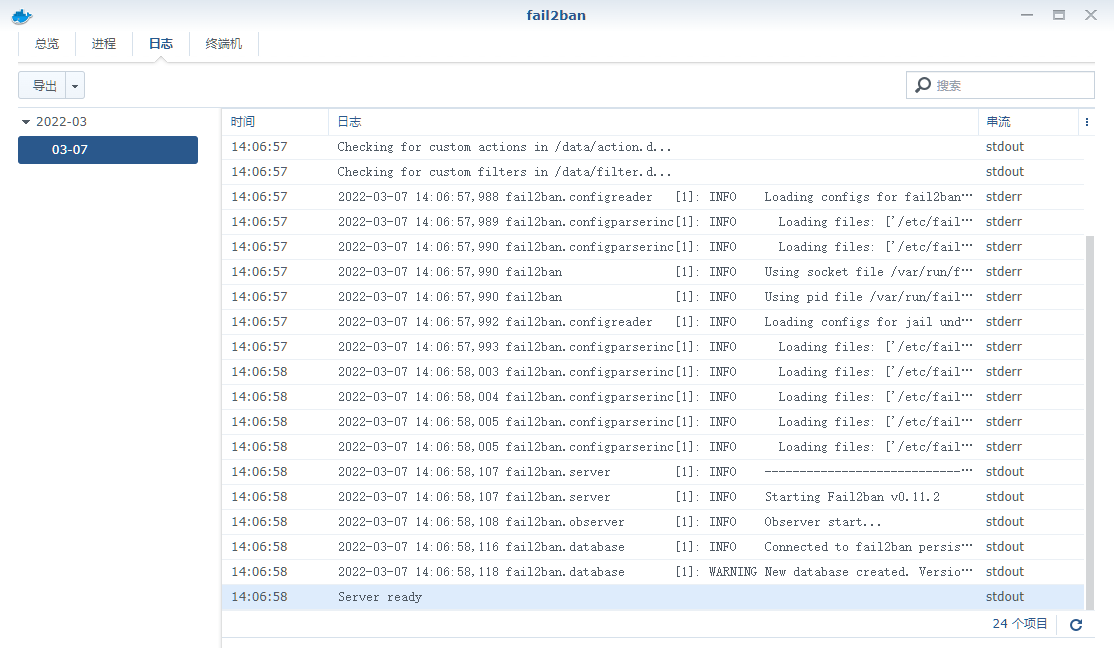 fail2ban
总览 进程 日志 终端机
导出 搜索
2022-03
03-07
时间 日志 串流
14:06:57 Checking for custom actions in /data/action.d... stdout
14:06:57 Checking for custom filters in /data/filter.d... stdout
14:06:57 2022-03-07 14:06:57,988 fail2ban.configreader [1]: INFO Loading configs for fail2ban… stderr
14:06:57 2022-03-07 14:06:57,989 fail2ban.configparserinc[1]: INFO Loading files: ['/etc/fail… stderr
14:06:57 2022-03-07 14:06:57,990 fail2ban.configparserinc[1]: INFO Loading files: ['/etc/fail… stderr
14:06:57 2022-03-07 14:06:57,990 fail2ban [1]: INFO Using socket file /var/run/f… stderr
14:06:57 2022-03-07 14:06:57,990 fail2ban [1]: INFO Using pid file /var/run/fail… stderr
14:06:57 2022-03-07 14:06:57,992 fail2ban.configreader [1]: INFO Loading configs for jail und… stderr
14:06:57 2022-03-07 14:06:57,993 fail2ban.configparserinc[1]: INFO Loading files: ['/etc/fail… stderr
14:06:58 2022-03-07 14:06:58,003 fail2ban.configparserinc[1]: INFO Loading files: ['/etc/fail… stderr
14:06:58 2022-03-07 14:06:58,004 fail2ban.configparserinc[1]: INFO Loading files: ['/etc/fail… stderr
14:06:58 2022-03-07 14:06:58,005 fail2ban.configparserinc[1]: INFO Loading files: ['/etc/fail… stderr
14:06:58 2022-03-07 14:06:58,005 fail2ban.configparserinc[1]: INFO Loading files: ['/etc/fail… stderr
14:06:58 2022-03-07 14:06:58,107 fail2ban.server [1]: INFO ----------------------------… stdout
14:06:58 2022-03-07 14:06:58,107 fail2ban.server [1]: INFO Starting Fail2ban v0.11.2 stdout
14:06:58 2022-03-07 14:06:58,108 fail2ban.observer [1]: INFO Observer start... stdout
14:06:58 2022-03-07 14:06:58,116 fail2ban.database [1]: INFO Connected to fail2ban persis… stdout
14:06:58 2022-03-07 14:06:58,118 fail2ban.database [1]: WARNING New database created. Versio… stdout
14:06:58 Server ready stdout
24 个项目